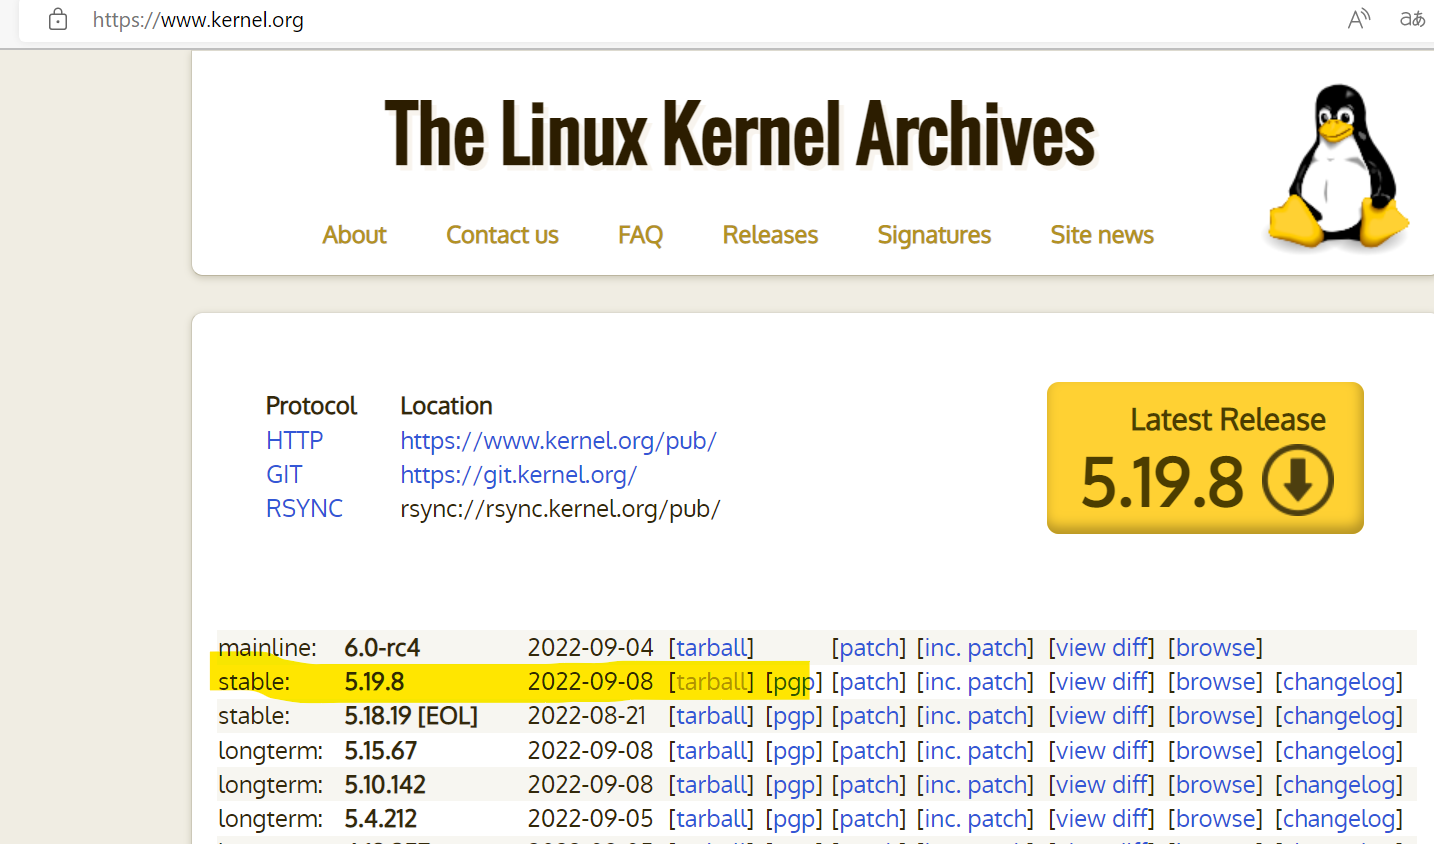 https://www.kernel.org
The Linux Kernel Archives
About Contact us FAQ Releases Signatures Site news
Protocol Location
HTTP https://www.kernel.org/pub/
GIT https://git.kernel.org/
RSYNC rsync://rsync.kernel.org/pub/
Latest Release
5.19.8
mainline: 6.0-rc4 2022-09-04 [tarball] [patch] [inc. patch] [view diff] [browse]
stable: 5.19.8 2022-09-08 [tarball] [pgp] [patch] [inc. patch] [view diff] [browse] [changelog]
stable: 5.18.19 [EOL] 2022-08-21 [tarball] [pgp] [patch] [inc. patch] [view diff] [browse] [changelog]
longterm: 5.15.67 2022-09-08 [tarball] [pgp] [patch] [inc. patch] [view diff] [browse] [changelog]
longterm: 5.10.142 2022-09-08 [tarball] [pgp] [patch] [inc. patch] [view diff] [browse] [changelog]
longterm: 5.4.212 2022-09-05 [tarball] [pgp] [patch] [inc. patch] [view diff] [browse] [changelog]